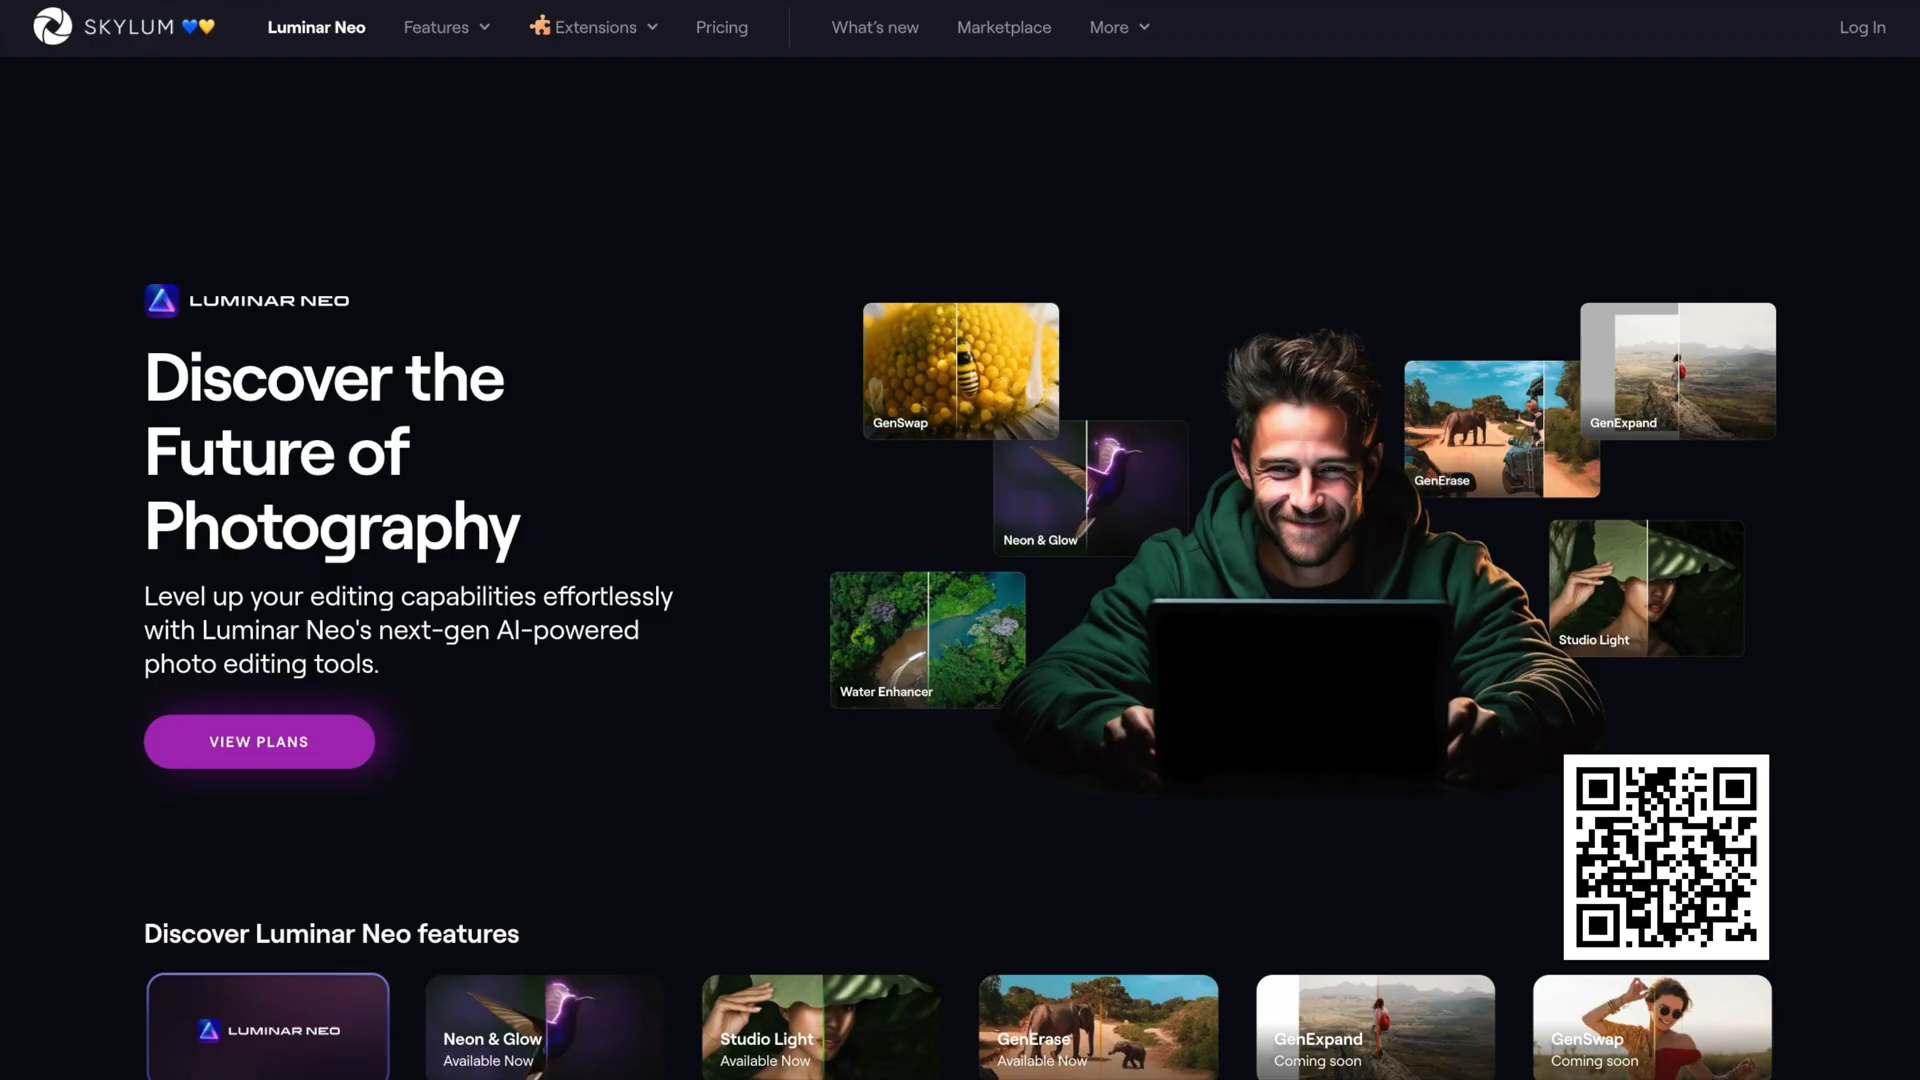 SKYLUM
Luminar Neo
Features
Extensions
Pricing
What's new
Marketplace
More
Log In
LUMINAR NEO
Discover the
Future of
Photography
Level up your editing capabilities effortlessly
with Luminar Neo's next-gen AI-powered
photo editing tools.
VIEW PLANS
GenSwap
Neon & Glow
Water Enhancer
GenExpand
GenErase
Studio Light
Discover Luminar Neo features
LUMINAR NEO
Neon & Glow
Available Now
Studio Light
Available Now
GenErase
Available Now
GenExpand
Coming soon
GenSwap
Coming soon